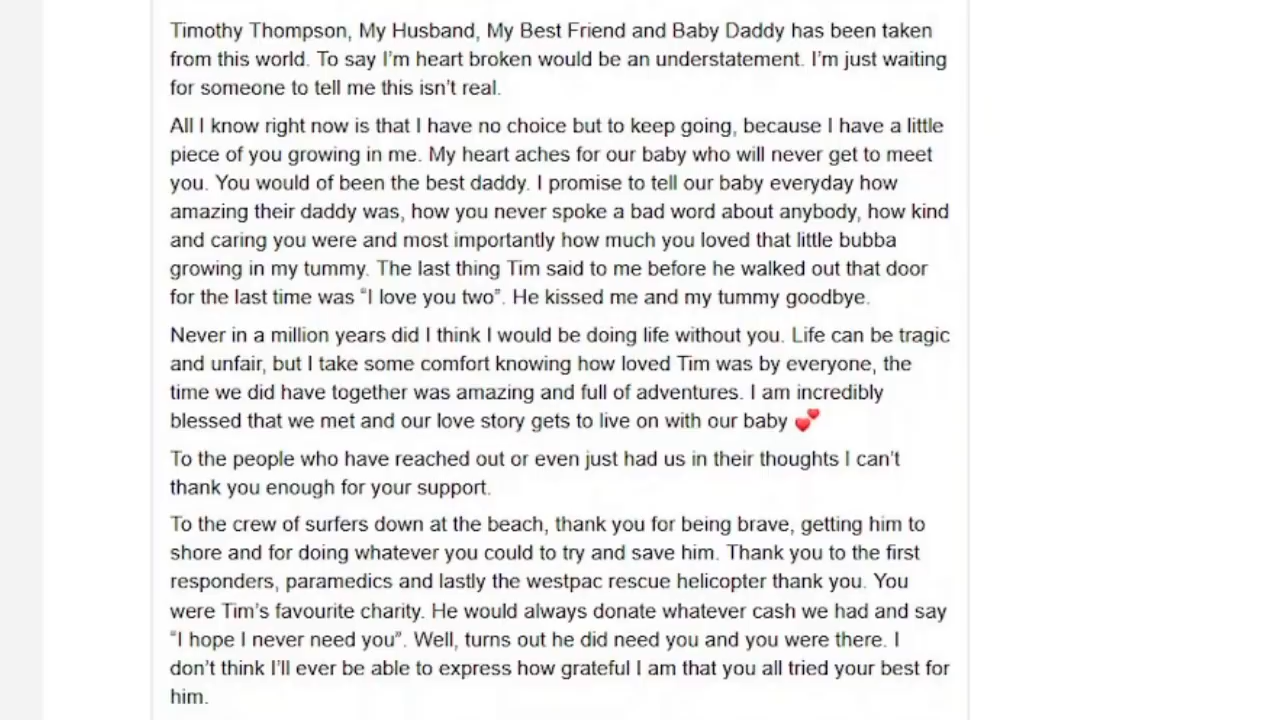 Timothy Thompson, My Husband, My Best Friend and Baby Daddy has been taken
from this world. To say I'm heart broken would be an understatement. I'm just waiting
for someone to tell me this isn't real.
All I know right now is that I have no choice but to keep going, because I have a little
piece of you growing in me. My heart aches for our baby who will never get to meet
you. You would of been the best daddy. I promise to tell our baby everyday how
amazing their daddy was, how you never spoke a bad word about anybody, how kind
and caring you were and most importantly how much you loved that little bubba
growing in my tummy. The last thing Tim said to me before he walked out that door
for the last time was “I love you two”. He kissed me and my tummy goodbye.
Never in a million years did I think I would be doing life without you. Life can be tragic
and unfair, but I take some comfort knowing how loved Tim was by everyone, the
time we did have together was amazing and full of adventures. I am incredibly
blessed that we met and our love story gets to live on with our baby 💕
To the people who have reached out or even just had us in their thoughts I can't
thank you enough for your support.
To the crew of surfers down at the beach, thank you for being brave, getting him to
shore and for doing whatever you could to try and save him. Thank you to the first
responders, paramedics and lastly the westpac rescue helicopter thank you. You
were Tim's favourite charity. He would always donate whatever cash we had and say
“I hope I never need you”. Well, turns out he did need you and you were there. I
don't think I'll ever be able to express how grateful I am that you all tried your best for
him.